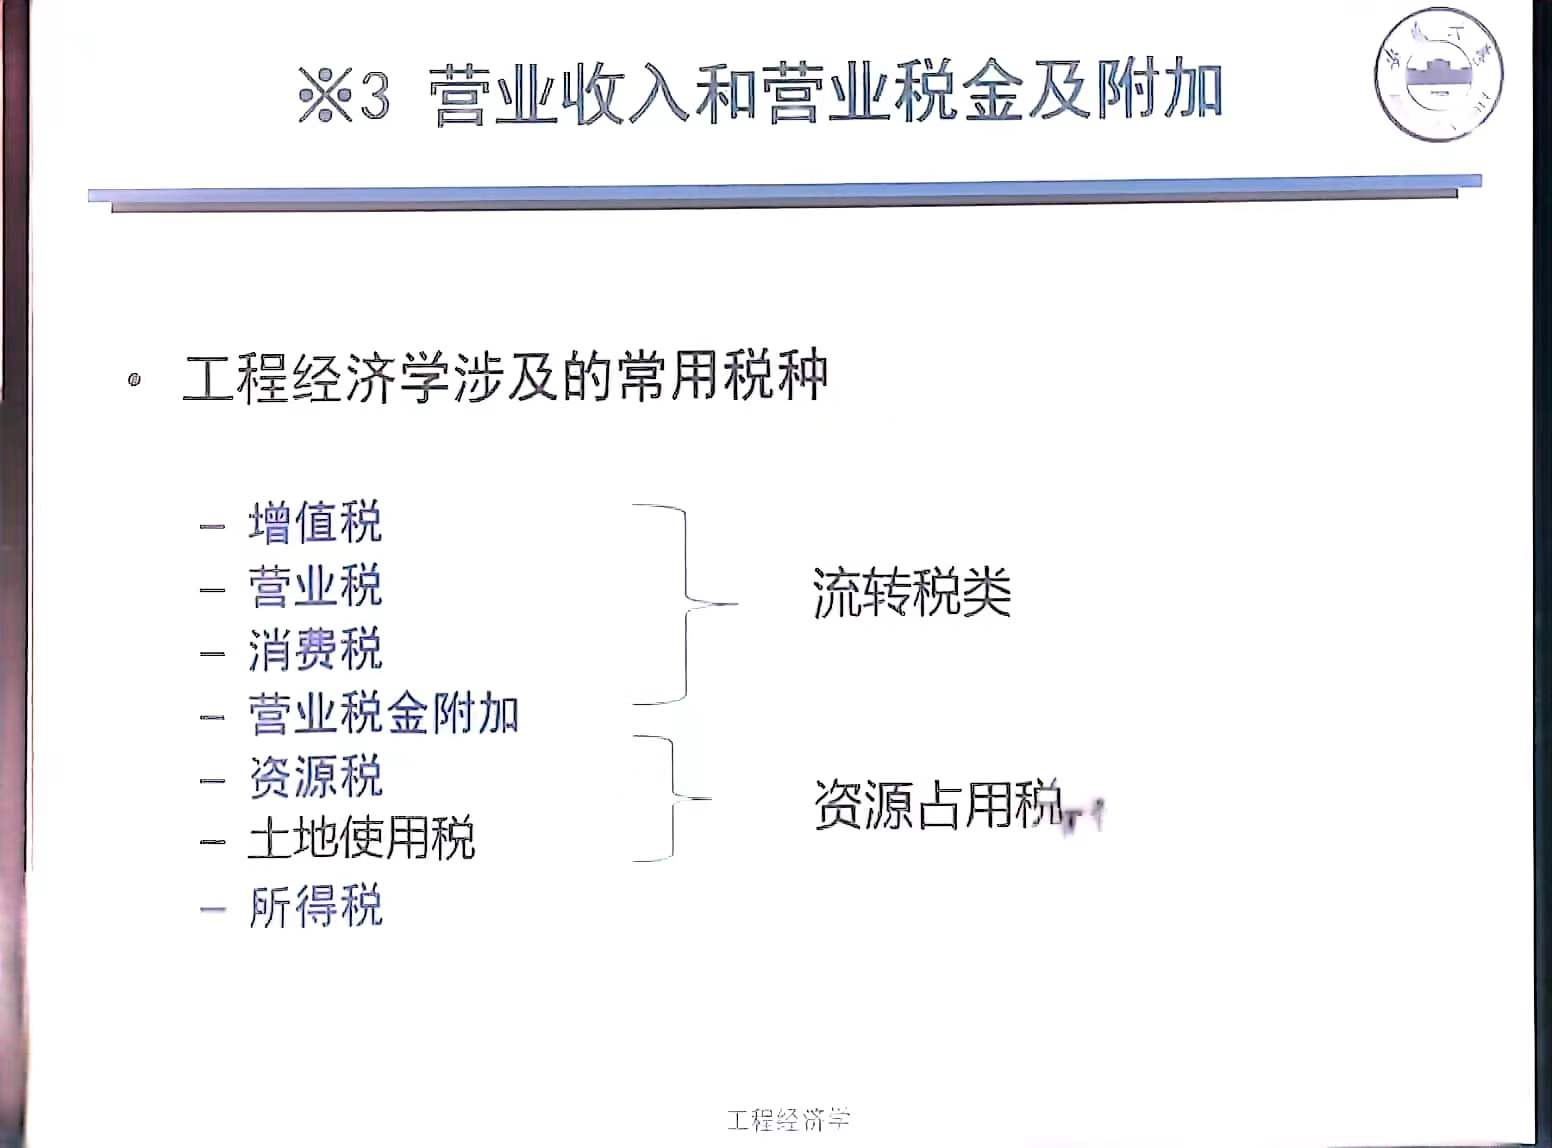 ※3 营业收入和营业税金及附加
• 工程经济学涉及的常用税种
– 增值税
– 营业税
– 消费税
– 营业税金附加
流转税类
– 资源税
– 土地使用税
资源占用税
– 所得税
工程经济学